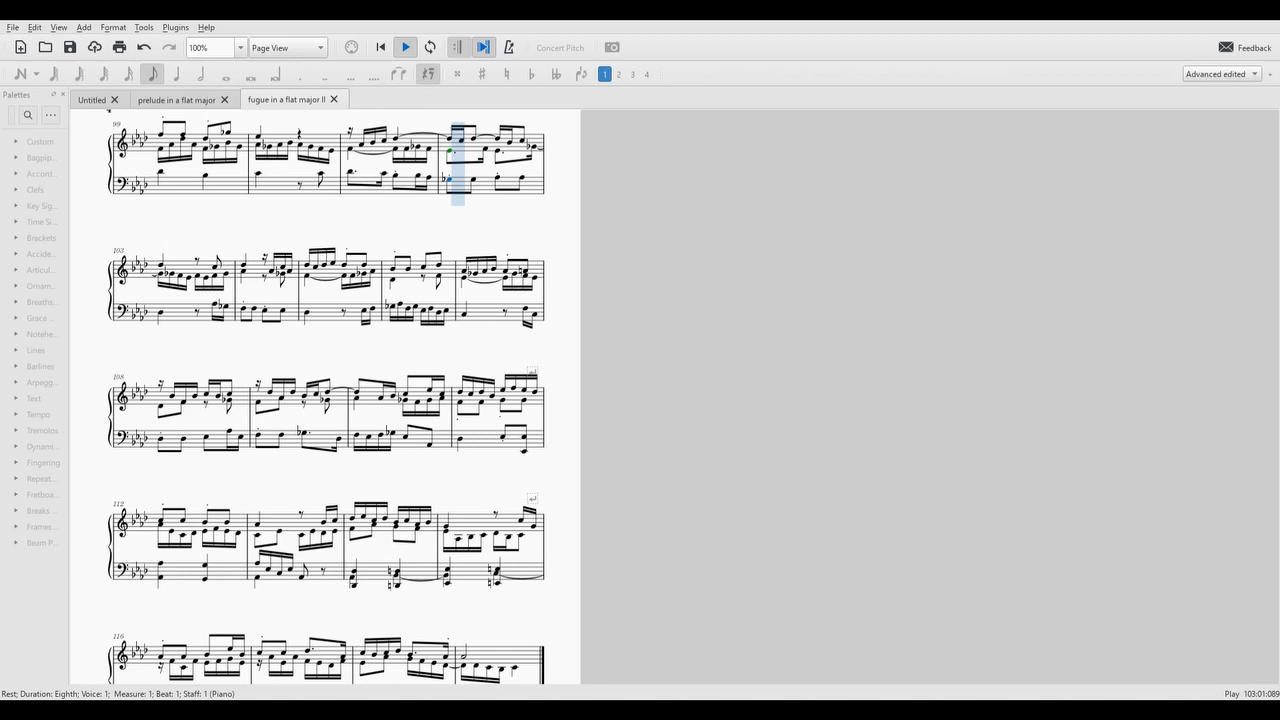 File Edit View Add Format Tools Plugins Help
100% Page View Concert Pitch Feedback
1 2 3 4 Advanced edited
Palettes Untitled prelude in a flat major fugue in a flat major II
...
Custom
Bagpip...
Accord...
Clefs
Key Sig...
Time Si...
Brackets
Accide...
Articul...
Ornam...
Breaths...
Grace ...
Notehe...
Lines
Barlines
Arpegg...
Text
Tempo
Tremolos
Dynami...
Fingering
Repeat...
Fretboa...
Breaks ...
Frames ...
Beam P...
99
103
108
112
116
Rest; Duration: Eighth; Voice: 1; Measure: 1; Beat: 1; Staff: 1 (Piano) Play 103:01:089